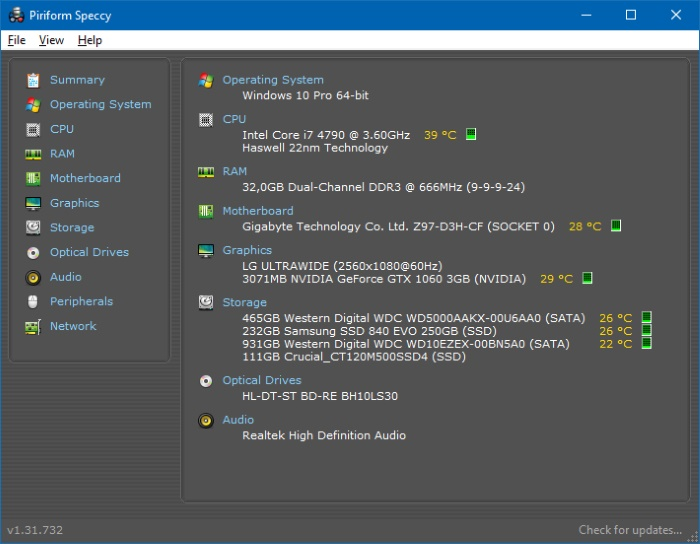 Piriform Speccy
File View Help
Summary
Operating System
CPU
RAM
Motherboard
Graphics
Storage
Optical Drives
Audio
Peripherals
Network
Operating System
Windows 10 Pro 64-bit
CPU
Intel Core i7 4790 @ 3.60GHz 39 °C
Haswell 22nm Technology
RAM
32,0GB Dual-Channel DDR3 @ 666MHz (9-9-9-24)
Motherboard
Gigabyte Technology Co. Ltd. Z97-D3H-CF (SOCKET 0) 28 °C
Graphics
LG ULTRAWIDE (2560x1080@60Hz)
3071MB NVIDIA GeForce GTX 1060 3GB (NVIDIA) 29 °C
Storage
465GB Western Digital WDC WD5000AAKX-00U6AA0 (SATA) 26 °C
232GB Samsung SSD 840 EVO 250GB (SSD) 26 °C
931GB Western Digital WDC WD10EZEX-00BN5A0 (SATA) 22 °C
111GB Crucial_CT120M500SSD4 (SSD)
Optical Drives
HL-DT-ST BD-RE BH10LS30
Audio
Realtek High Definition Audio
v1.31.732 Check for updates...